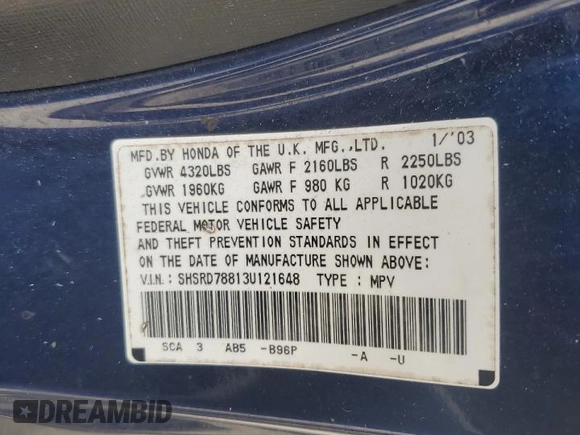 MFD.BY HONDA OF THE U.K. MFG.,LTD. 1/'03
GVWR 4320LBS GAWR F 2160LBS R 2250LBS
GVWR 1960KG GAWR F 980 KG R 1020KG
THIS VEHICLE CONFORMS TO ALL APPLICABLE
FEDERAL MOTOR VEHICLE SAFETY
AND THEFT PREVENTION STANDARDS IN EFFECT
ON THE DATE OF MANUFACTURE SHOWN ABOVE:
V.I.N.: SHSRD78813U121648 TYPE : MPV
SCA 3 AB5 -B96P -A -U
DREAMBID